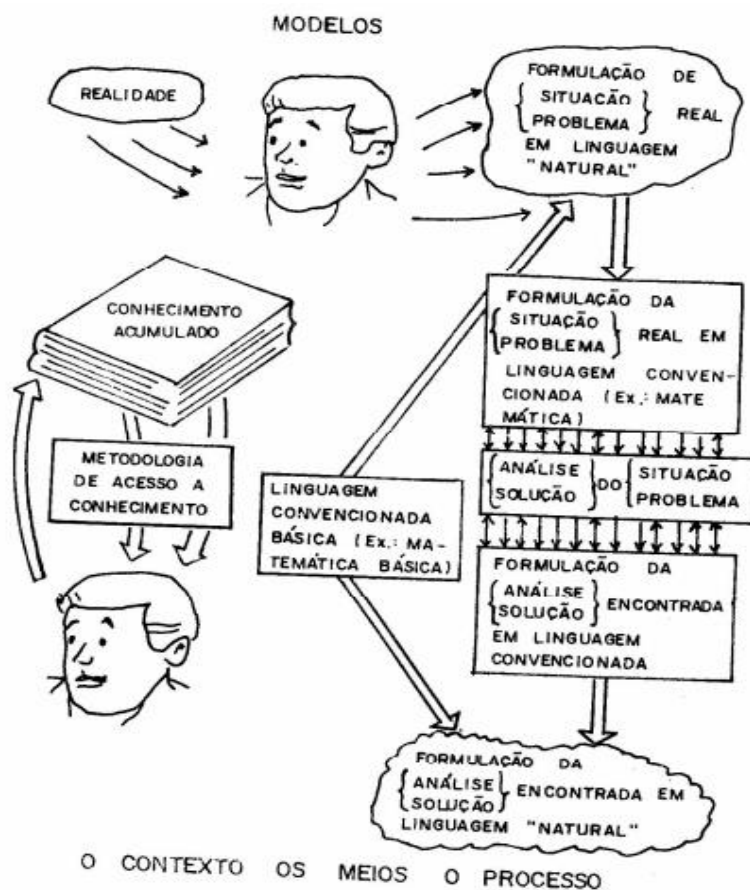 MODELOS
REALIDADE
FORMULAÇÃO DE
SITUAÇÃO
PROBLEMA
REAL
EM LINGUAGEM
"NATURAL"
CONHECIMENTO
ACUMULADO
METODOLOGIA
DE ACESSO A
CONHECIMENTO
LINGUAGEM
CONVENCIONADA
BÁSICA (Ex.: MA-
TEMÁTICA BÁSICA)
FORMULAÇÃO DA
SITUAÇÃO
PROBLEMA
REAL EM
LINGUAGEM CONVEN-
CIONADA (Ex.: MATE
MÁTICA)
ANÁLISE
SOLUÇÃO
DO
SITUAÇÃO
PROBLEMA
FORMULAÇÃO DA
ANÁLISE
SOLUÇÃO
ENCONTRADA
EM LINGUAGEM
CONVENCIONADA
FORMULAÇÃO DA
ANÁLISE
SOLUÇÃO
ENCONTRADA EM
LINGUAGEM "NATURAL"
O CONTEXTO OS MEIOS O PROCESSO